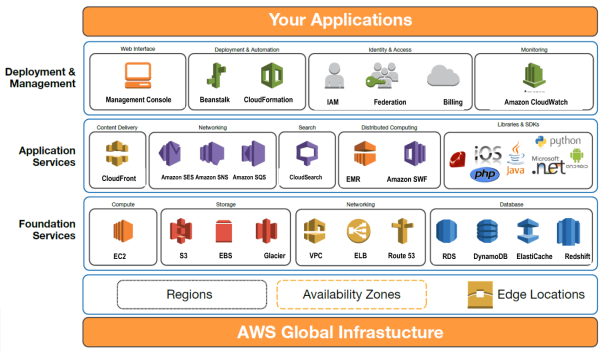 Your Applications
Web Interface Deployment & Automation Identity & Access Monitoring
Deployment & Management
Management Console Beanstalk CloudFormation IAM Federation Billing Amazon CloudWatch
Content Delivery Networking Search Distributed Computing Libraries & SDKs
Application Services
CloudFront Amazon SES Amazon SNS Amazon SQS CloudSearch EMR Amazon SWF
python
iOS
Java
Microsoft
.net
ANDROID
php
Compute Storage Networking Database
Foundation Services
EC2 S3 EBS Glacier VPC ELB Route 53 RDS DynamoDB ElastiCache Redshift
Regions Availability Zones Edge Locations
AWS Global Infrastucture